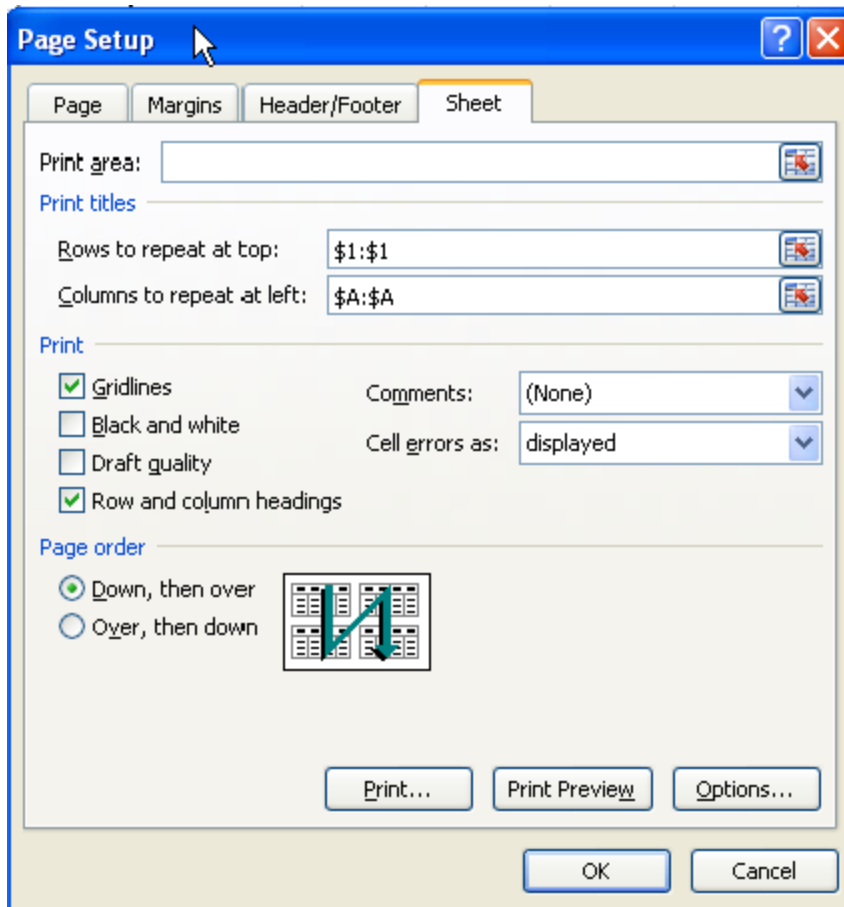 Page Setup
Page Margins Header/Footer Sheet
Print area:
Print titles
Rows to repeat at top: $1:$1
Columns to repeat at left: $A:$A
Print
Gridlines Comments: (None)
Black and white
Cell errors as: displayed
Draft quality
Row and column headings
Page order
Down, then over
Over, then down
Print... Print Preview Options...
OK Cancel